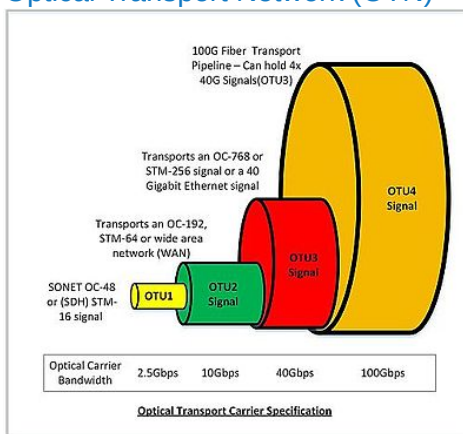 Optical Transport Network (OTN)
100G Fiber Transport
Pipeline – Can hold 4x
40G Signals(OTU3)
Transports an OC-768 or
STM-256 signal or a 40
Gigabit Ethernet signal
Transports an OC-192,
STM-64 or wide area
network (WAN)
SONET OC-48
or (SDH) STM-
16 signal
OTU1
OTU2
Signal
OTU3
Signal
OTU4
Signal
Optical Carrier
Bandwidth
2.5Gbps
10Gbps
40Gbps
100Gbps
Optical Transport Carrier Specification